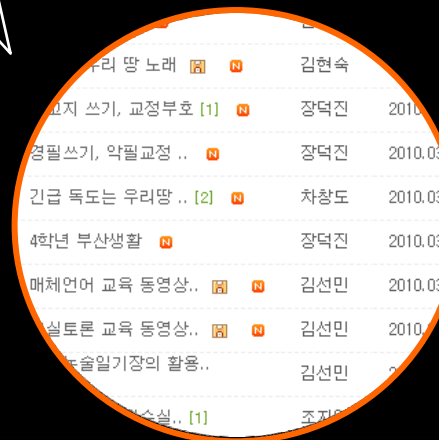 우리 땅 노래 N 김현숙
교지 쓰기, 교정부호 [1] N 장덕진 2010.
경필쓰기, 악필교정 .. N 장덕진 2010.03
긴급 독도는 우리땅 .. [2] N 차창도 2010.03
4학년 부산생활 N 장덕진 2010.03
매체언어 교육 동영상.. N 김선민 2010.03
실토론 교육 동영상.. N 김선민 2010.
논술일기장의 활용.. 김선민
수실.. [1]